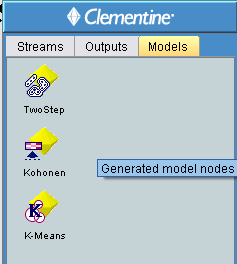 Clementine
Streams Outputs Models
TwoStep
Kohonen
Generated model nodes
K
K-Means